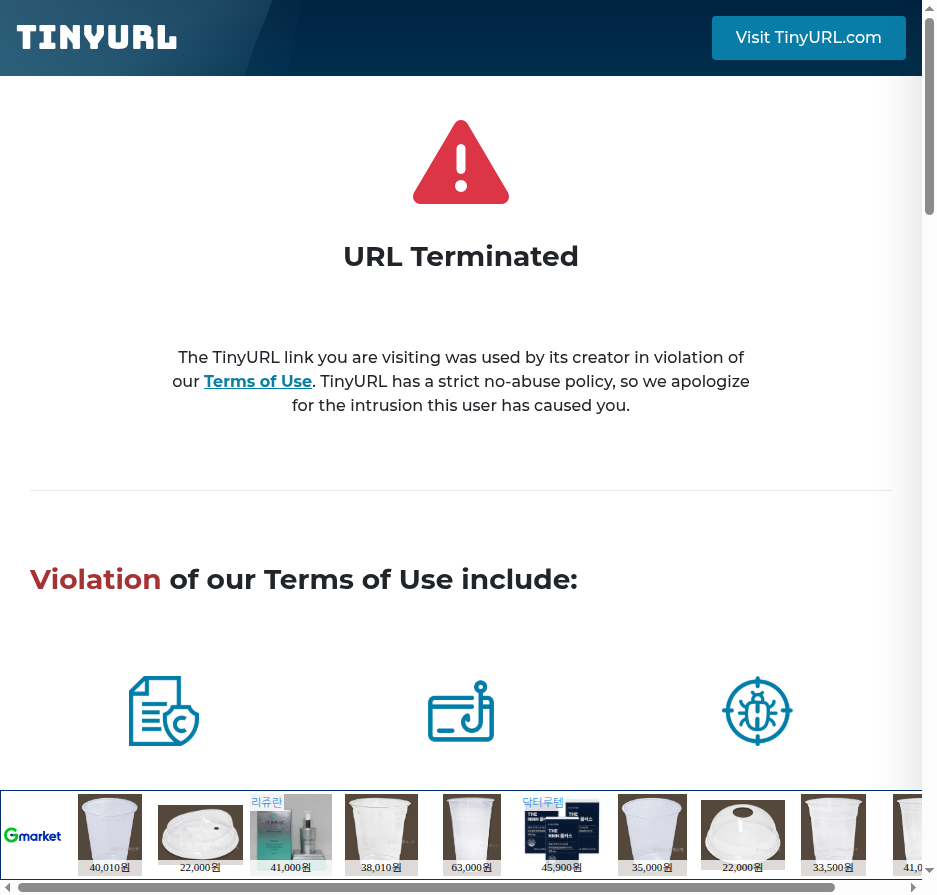 TINYURL
Visit TinyURL.com
URL Terminated
The TinyURL link you are visiting was used by its creator in violation of
our Terms of Use. TinyURL has a strict no-abuse policy, so we apologize
for the intrusion this user has caused you.
Violation of our Terms of Use include:
Gmarket
리쥬란
닥터루템
THE
NMN
40,010원
22,000원
41,000원
38,010원
63,000원
45,900원
35,000원
22,000원
33,500원
41,0